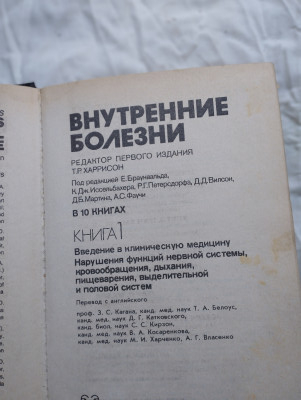 ВНУТРЕННИЕ
БОЛЕЗНИ
РЕДАКТОР ПЕРВОГО ИЗДАНИЯ
Т.Р. ХАРРИСОН
Под редакцией Е. Браунвальда,
К.Дж. Иссельбахера, Р.Г. Петерсдорфа, Д.Д. Вилсон,
Д.Б. Мартина, А.С. Фаучи
В 10 КНИГАХ
КНИГА 1
Введение в клиническую медицину
Нарушения функций нервной системы,
кровообращения, дыхания,
пищеварения, выделительной
и половой систем
Перевод с английского
проф. З. С. Кагана, канд. мед. наук Т. А. Белоус,
канд. мед. наук Д. Г. Катковского,
канд. биол. наук С. С. Кирзон,
канд. мед. наук Б. А. Косаренкова,
канд. мед. наук М. И. Харченко, А. Г. Власенко